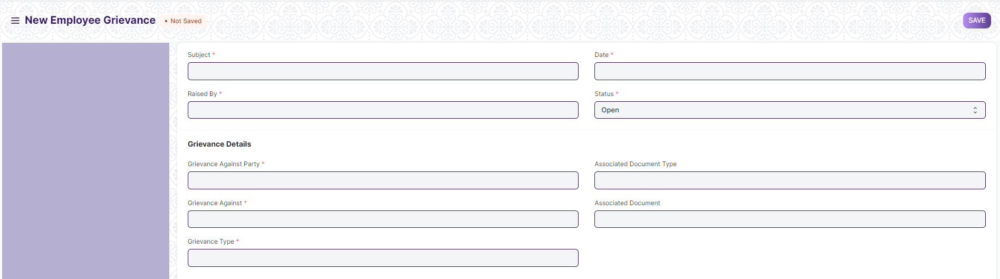 New Employee Grievance
• Not Saved
SAVE
Subject *
Date *
Raised By *
Status *
Open
Grievance Details
Grievance Against Party *
Associated Document Type
Grievance Against *
Associated Document
Grievance Type *